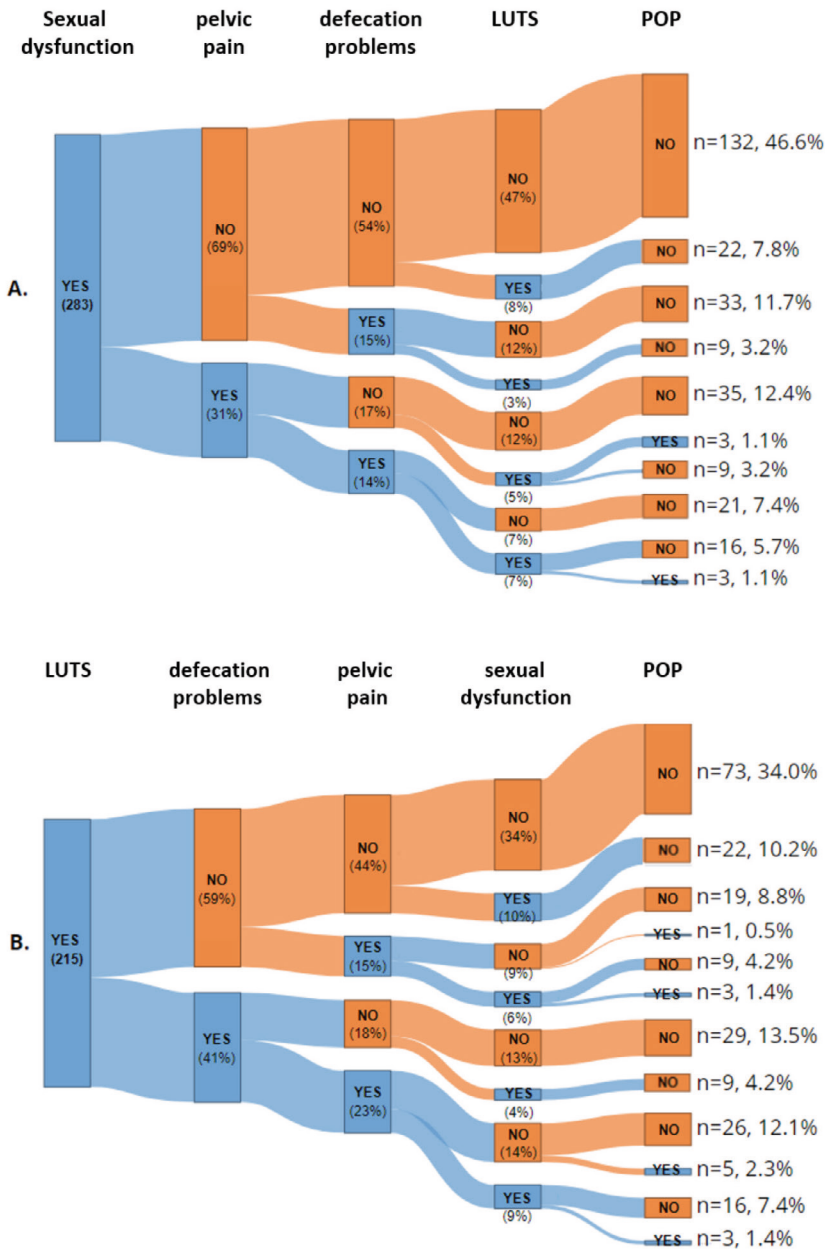 Sexual dysfunction
pelvic pain
defecation problems
LUTS
POP
A.
YES (283)
NO (69%)
YES (31%)
NO (54%)
YES (15%)
NO (17%)
YES (14%)
NO (47%)
YES (8%)
NO (12%)
YES (3%)
NO (12%)
YES (5%)
NO (7%)
YES (7%)
NO n=132, 46.6%
NO n=22, 7.8%
NO n=33, 11.7%
NO n=9, 3.2%
NO n=35, 12.4%
YES n=3, 1.1%
NO n=9, 3.2%
NO n=21, 7.4%
NO n=16, 5.7%
YES n=3, 1.1%
LUTS
defecation problems
pelvic pain
sexual dysfunction
POP
B.
YES (215)
NO (59%)
YES (41%)
NO (44%)
YES (15%)
NO (18%)
YES (23%)
NO (34%)
YES (10%)
NO (9%)
YES (6%)
NO (13%)
YES (4%)
NO (14%)
YES (9%)
NO n=73, 34.0%
NO n=22, 10.2%
NO n=19, 8.8%
YES n=1, 0.5%
NO n=9, 4.2%
YES n=3, 1.4%
NO n=29, 13.5%
NO n=9, 4.2%
NO n=26, 12.1%
YES n=5, 2.3%
NO n=16, 7.4%
YES n=3, 1.4%